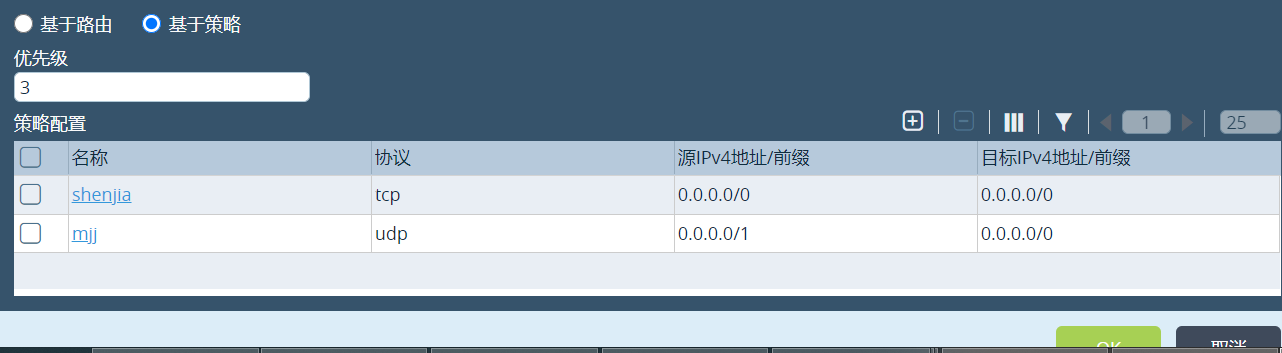 基于路由 基于策略
优先级
3
策略配置 1 25
名称 协议 源IPv4地址/前缀 目标IPv4地址/前缀
shenjia tcp 0.0.0.0/0 0.0.0.0/0
mjj udp 0.0.0.0/1 0.0.0.0/0
OK 取消